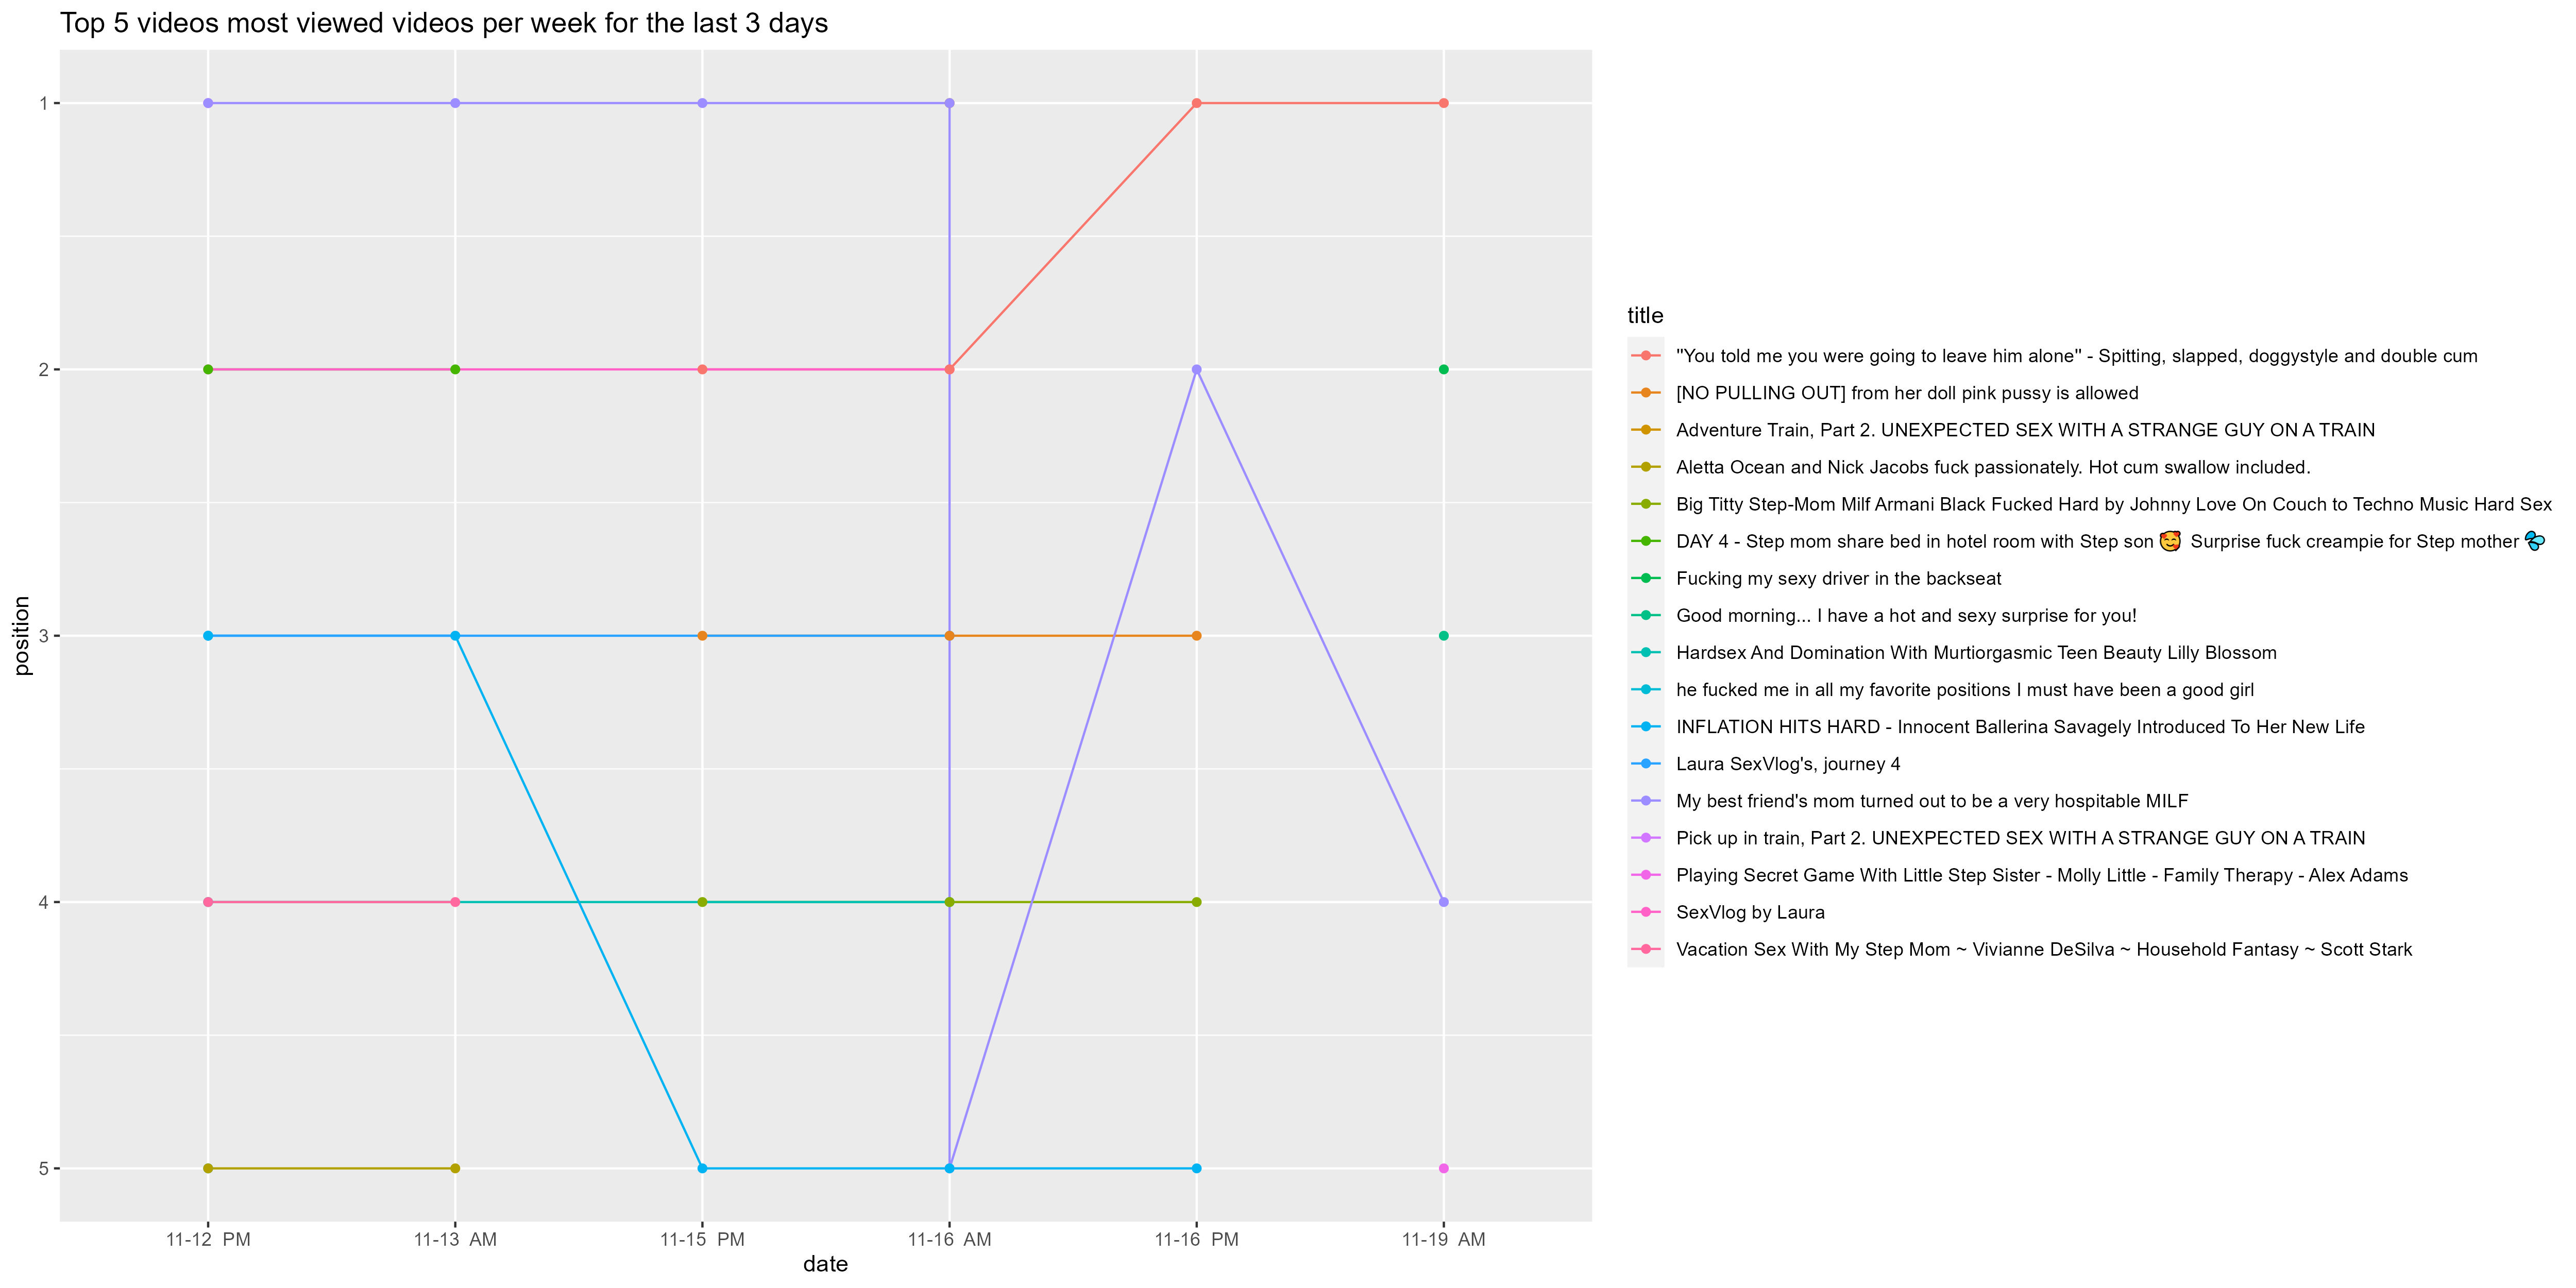 Top 5 videos most viewed videos per week for the last 3 days
position
1
2
3
4
5
11-12 PM
11-13 AM
11-15 PM
11-16 AM
11-16 PM
11-19 AM
date
title
"You told me you were going to leave him alone" - Spitting, slapped, doggystyle and double cum
[NO PULLING OUT] from her doll pink pussy is allowed
Adventure Train, Part 2. UNEXPECTED SEX WITH A STRANGE GUY ON A TRAIN
Aletta Ocean and Nick Jacobs fuck passionately. Hot cum swallow included.
Big Titty Step-Mom Milf Armani Black Fucked Hard by Johnny Love On Couch to Techno Music Hard Sex
DAY 4 - Step mom share bed in hotel room with Step son 🥰 Surprise fuck creampie for Step mother 💦
Fucking my sexy driver in the backseat
Good morning... I have a hot and sexy surprise for you!
Hardsex And Domination With Murtiorgasmic Teen Beauty Lilly Blossom
he fucked me in all my favorite positions I must have been a good girl
INFLATION HITS HARD - Innocent Ballerina Savagely Introduced To Her New Life
Laura SexVlog's, journey 4
My best friend's mom turned out to be a very hospitable MILF
Pick up in train, Part 2. UNEXPECTED SEX WITH A STRANGE GUY ON A TRAIN
Playing Secret Game With Little Step Sister - Molly Little - Family Therapy - Alex Adams
SexVlog by Laura
Vacation Sex With My Step Mom ~ Vivianne DeSilva ~ Household Fantasy ~ Scott Stark